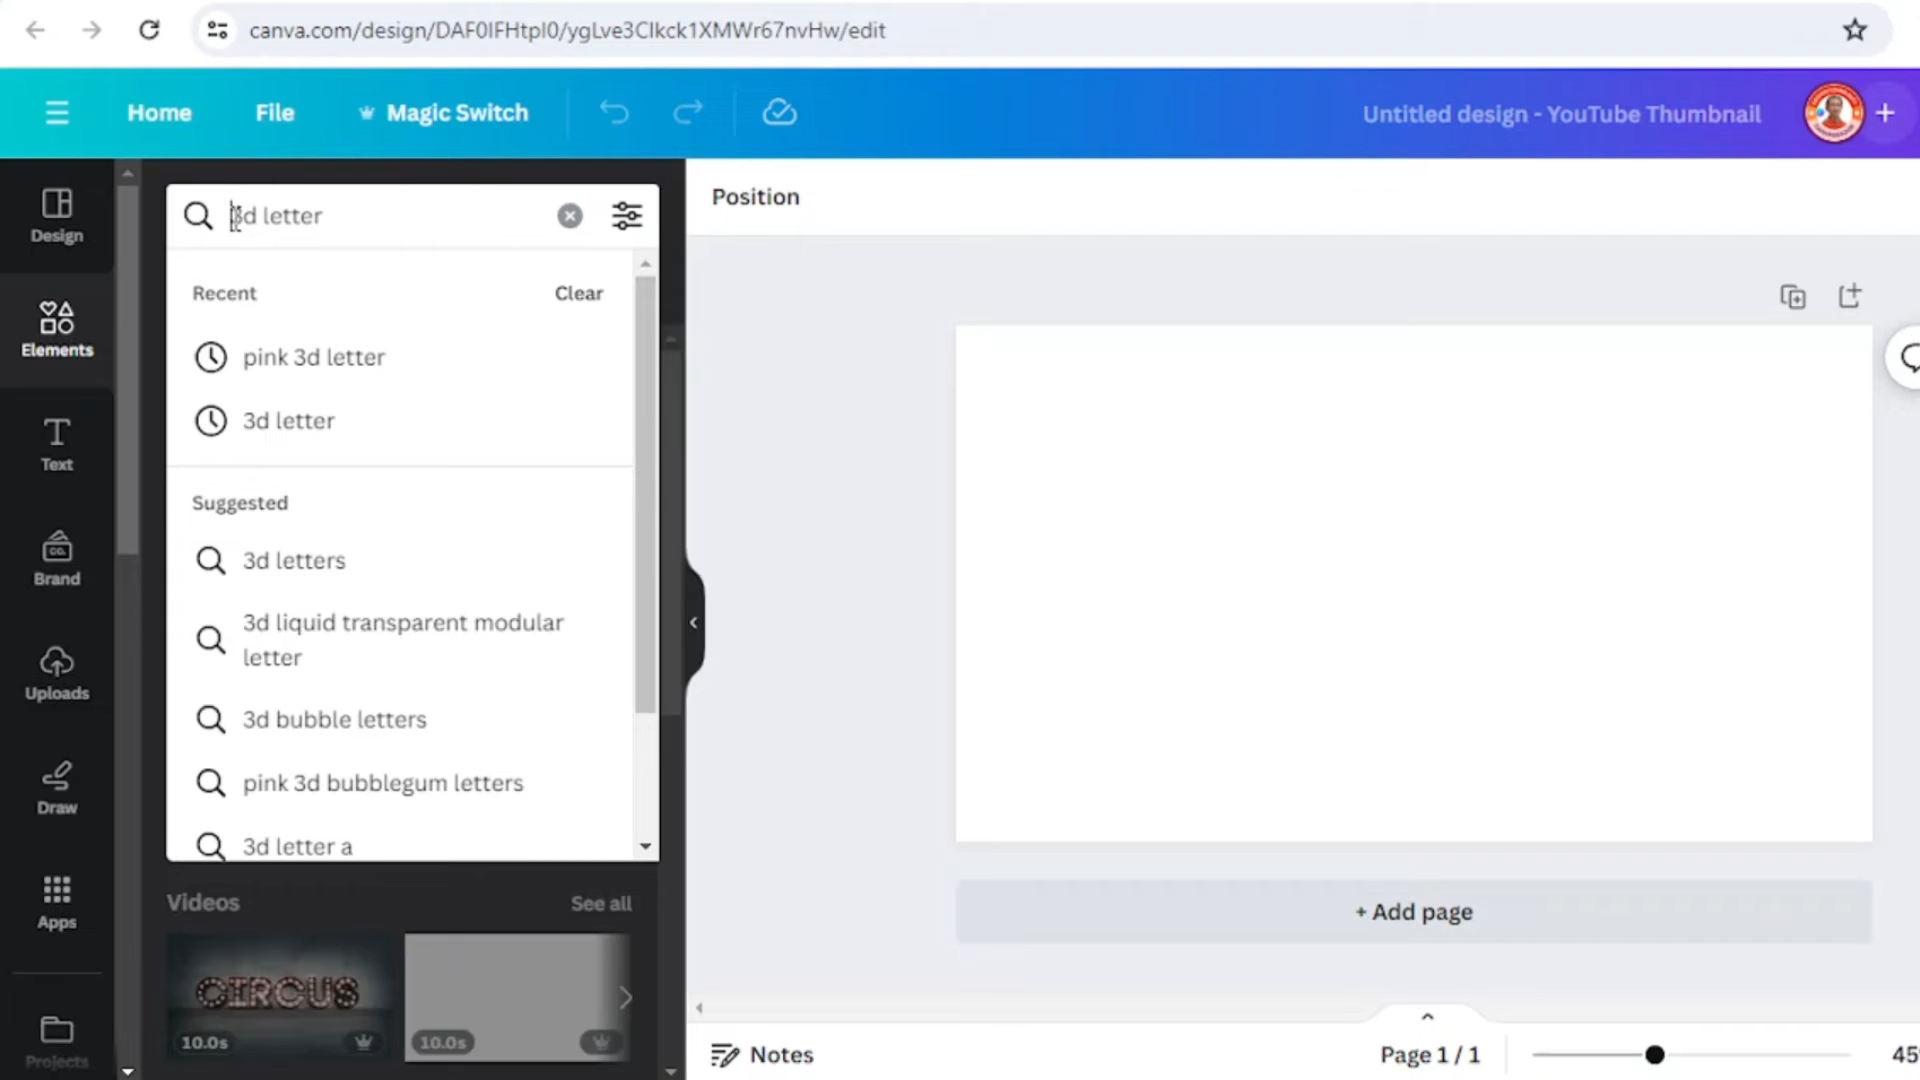 canva.com/design/DAF0IFHtpI0/ygLve3CIkck1XMWr67nvHw/edit
Home File Magic Switch Untitled design - YouTube Thumbnail
Design
Elements
Text
Brand
Uploads
Draw
Apps
Projects
3d letter
Recent Clear
pink 3d letter
3d letter
Suggested
3d letters
3d liquid transparent modular
letter
3d bubble letters
pink 3d bubblegum letters
3d letter a
Videos See all
CIRCUS
10.0s 10.0s
Position
+ Add page
Notes Page 1 / 1